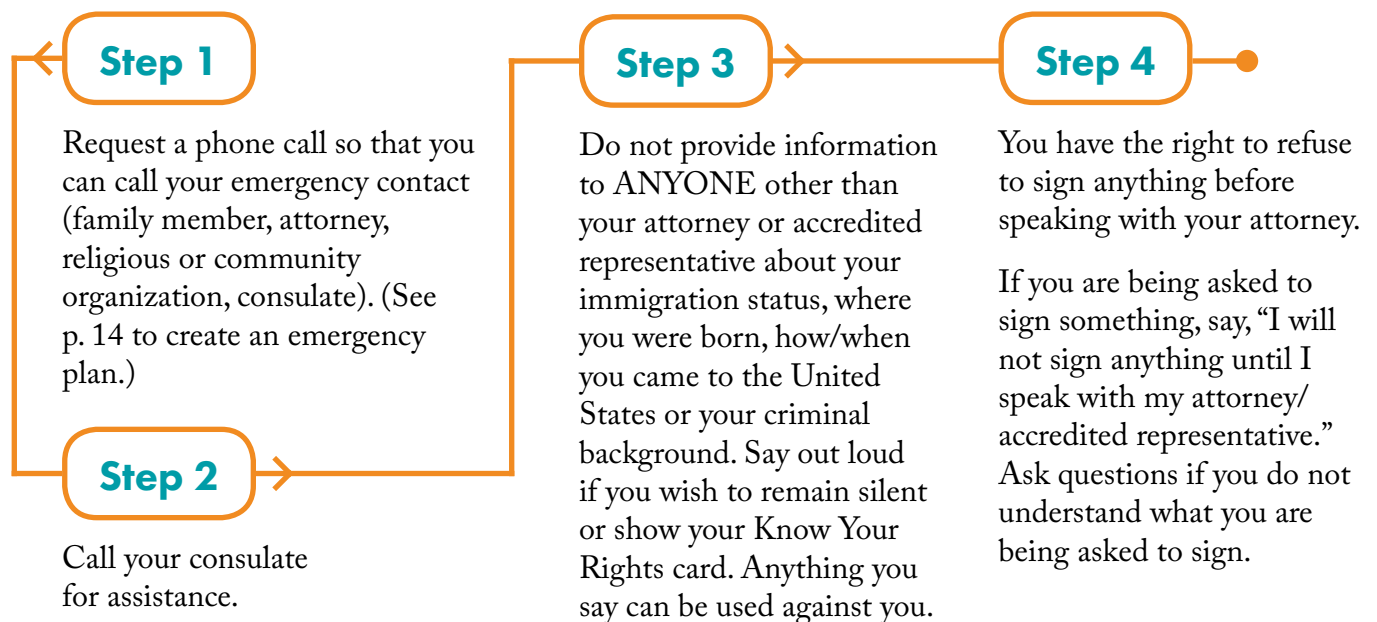 Step 1
Request a phone call so that you
can call your emergency contact
(family member, attorney,
religious or community
organization, consulate). (See
p. 14 to create an emergency
plan.)
Step 2
Call your consulate
for assistance.
Step 3
Do not provide information
to ANYONE other than
your attorney or accredited
representative about your
immigration status, where
you were born, how/when
you came to the United
States or your criminal
background. Say out loud
if you wish to remain silent
or show your Know Your
Rights card. Anything you
say can be used against you.
Step 4
You have the right to refuse
to sign anything before
speaking with your attorney.
If you are being asked to
sign something, say, “I will
not sign anything until I
speak with my attorney/
accredited representative.”
Ask questions if you do not
understand what you are
being asked to sign.